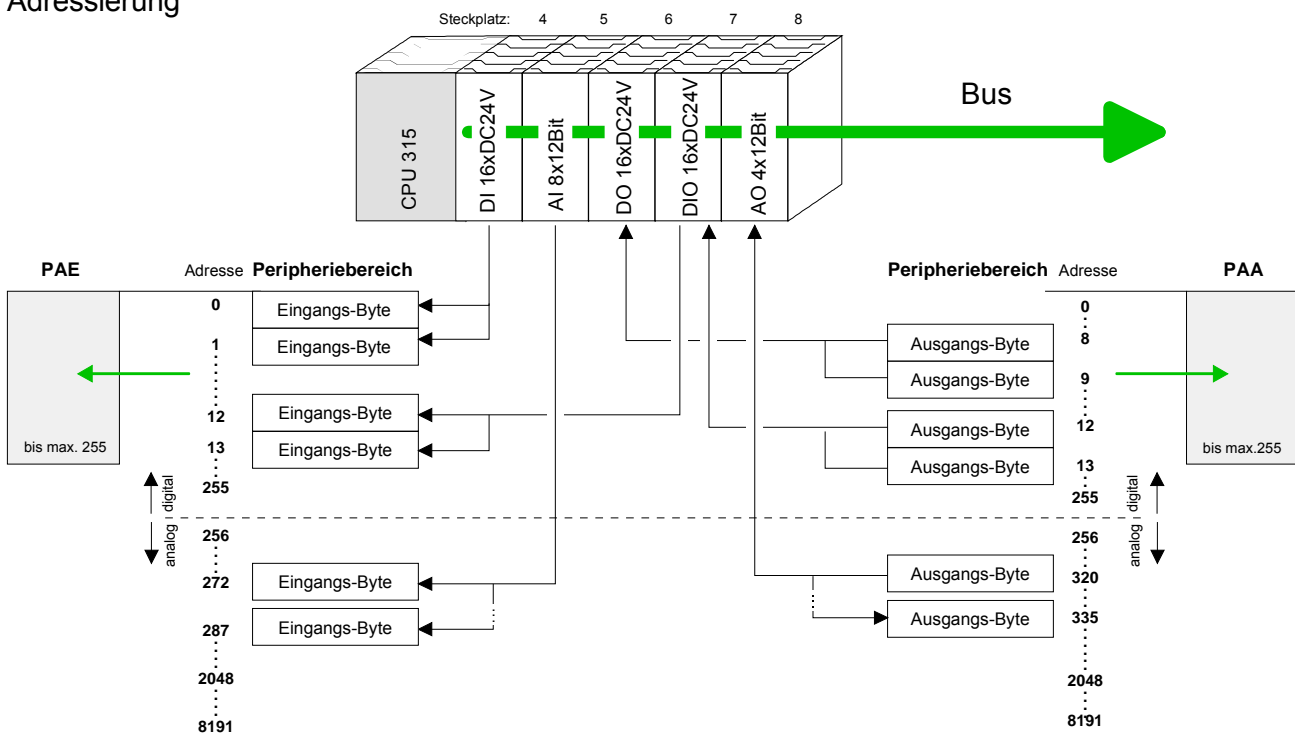 Adressierung
Steckplatz: 4 5 6 7 8
CPU 315
DI 16xDC24V
AI 8x12Bit
DO 16xDC24V
DIO 16xDC24V
AO 4x12Bit
Bus
PAE
Adresse Peripheriebereich
0 Eingangs-Byte
1 Eingangs-Byte
12 Eingangs-Byte
13 Eingangs-Byte
bis max. 255
255
digital
analog
256
272 Eingangs-Byte
287 Eingangs-Byte
2048
8191
Peripheriebereich Adresse
PAA
0
Ausgangs-Byte 8
Ausgangs-Byte 9
Ausgangs-Byte 12
Ausgangs-Byte 13
bis max.255
255
digital
analog
256
Ausgangs-Byte 320
Ausgangs-Byte 335
2048
8191